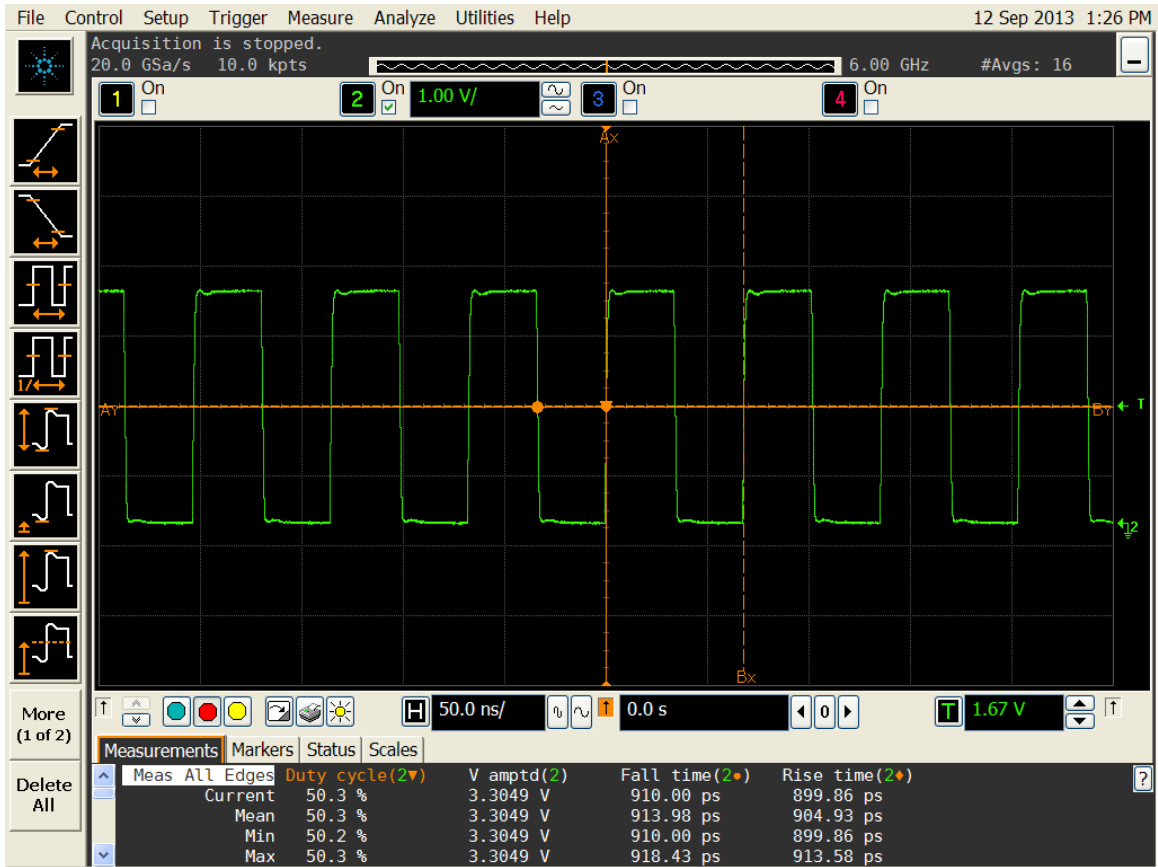 File Control Setup Trigger Measure Analyze Utilities Help 12 Sep 2013 1:26 PM
Acquisition is stopped.
20.0 GSa/s 10.0 kpts 6.00 GHz #Avgs: 16
1 On 2 On 1.00 V/ 3 On 4 On
Ax
1/
AY BY T
2
Bx
More
(1 of 2)
Delete
All
H 50.0 ns/ 0.0 s 0 T 1.67 V
Measurements Markers Status Scales
Meas All Edges Duty cycle(2▼) V amptd(2) Fall time(2●) Rise time(2♦) ?
Current 50.3 % 3.3049 V 910.00 ps 899.86 ps
Mean 50.3 % 3.3049 V 913.98 ps 904.93 ps
Min 50.2 % 3.3049 V 910.00 ps 899.86 ps
Max 50.3 % 3.3049 V 918.43 ps 913.58 ps